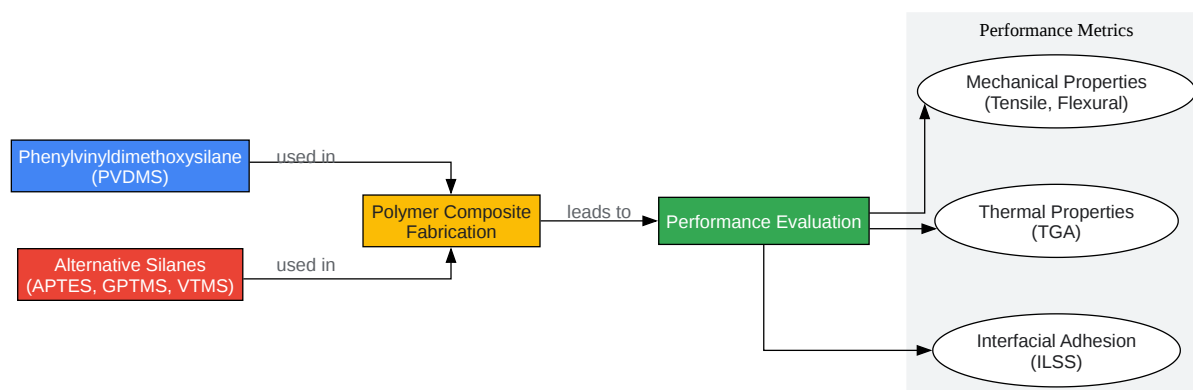 Performance Metrics
Mechanical Properties
(Tensile, Flexural)
Phenylvinyldimethoxysilane
(PVDMS)
used in
Polymer Composite
Fabrication
leads to
Performance Evaluation
Thermal Properties
(TGA)
Alternative Silanes
(APTES, GPTMS, VTMS)
used in
Interfacial Adhesion
(ILSS)